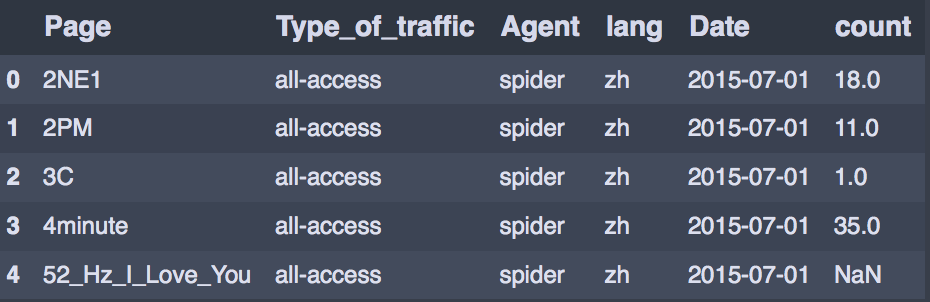 Page Type_of_traffic Agent lang Date count
0 2NE1 all-access spider zh 2015-07-01 18.0
1 2PM all-access spider zh 2015-07-01 11.0
2 3C all-access spider zh 2015-07-01 1.0
3 4minute all-access spider zh 2015-07-01 35.0
4 52_Hz_I_Love_You all-access spider zh 2015-07-01 NaN